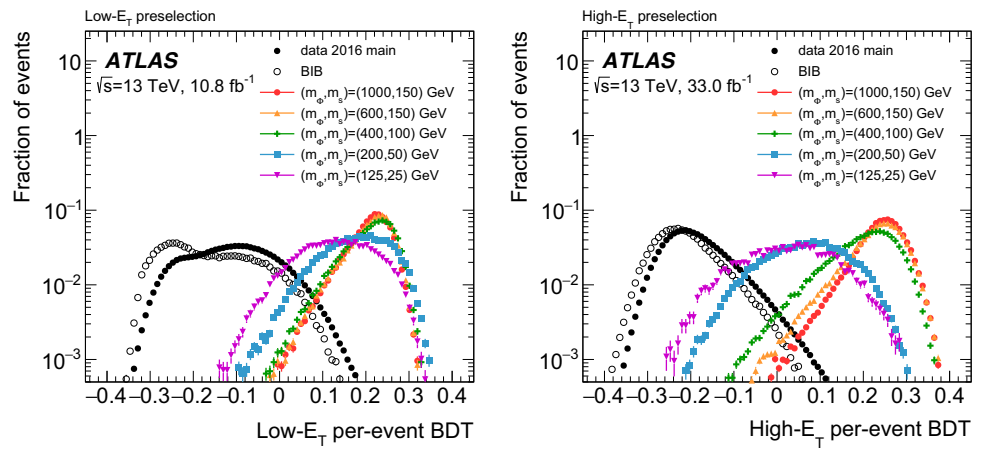 Low-E_T preselection
Fraction of events
10
1
10⁻¹
10⁻²
10⁻³
ATLAS
√s=13 TeV, 10.8 fb⁻¹
data 2016 main
BIB
(m_Φ,m_s)=(1000,150) GeV
(m_Φ,m_s)=(600,150) GeV
(m_Φ,m_s)=(400,100) GeV
(m_Φ,m_s)=(200,50) GeV
(m_Φ,m_s)=(125,25) GeV
−0.4 −0.3 −0.2 −0.1 0 0.1 0.2 0.3 0.4
Low-E_T per-event BDT
High-E_T preselection
Fraction of events
10
1
10⁻¹
10⁻²
10⁻³
ATLAS
√s=13 TeV, 33.0 fb⁻¹
data 2016 main
BIB
(m_Φ,m_s)=(1000,150) GeV
(m_Φ,m_s)=(600,150) GeV
(m_Φ,m_s)=(400,100) GeV
(m_Φ,m_s)=(200,50) GeV
(m_Φ,m_s)=(125,25) GeV
−0.4 −0.3 −0.2 −0.1 0 0.1 0.2 0.3 0.4
High-E_T per-event BDT